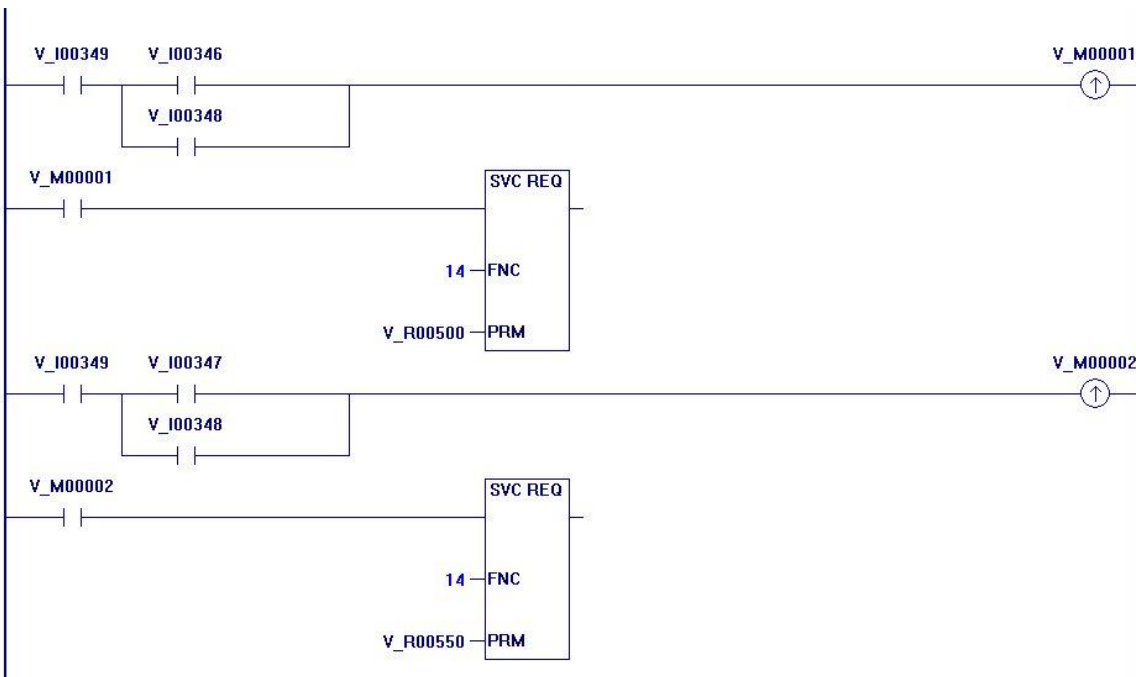 V_I00349 V_I00346 V_M00001
V_I00348
V_M00001 SVC REQ
14 FNC
V_R00500 PRM
V_I00349 V_I00347 V_M00002
V_I00348
V_M00002 SVC REQ
14 FNC
V_R00550 PRM